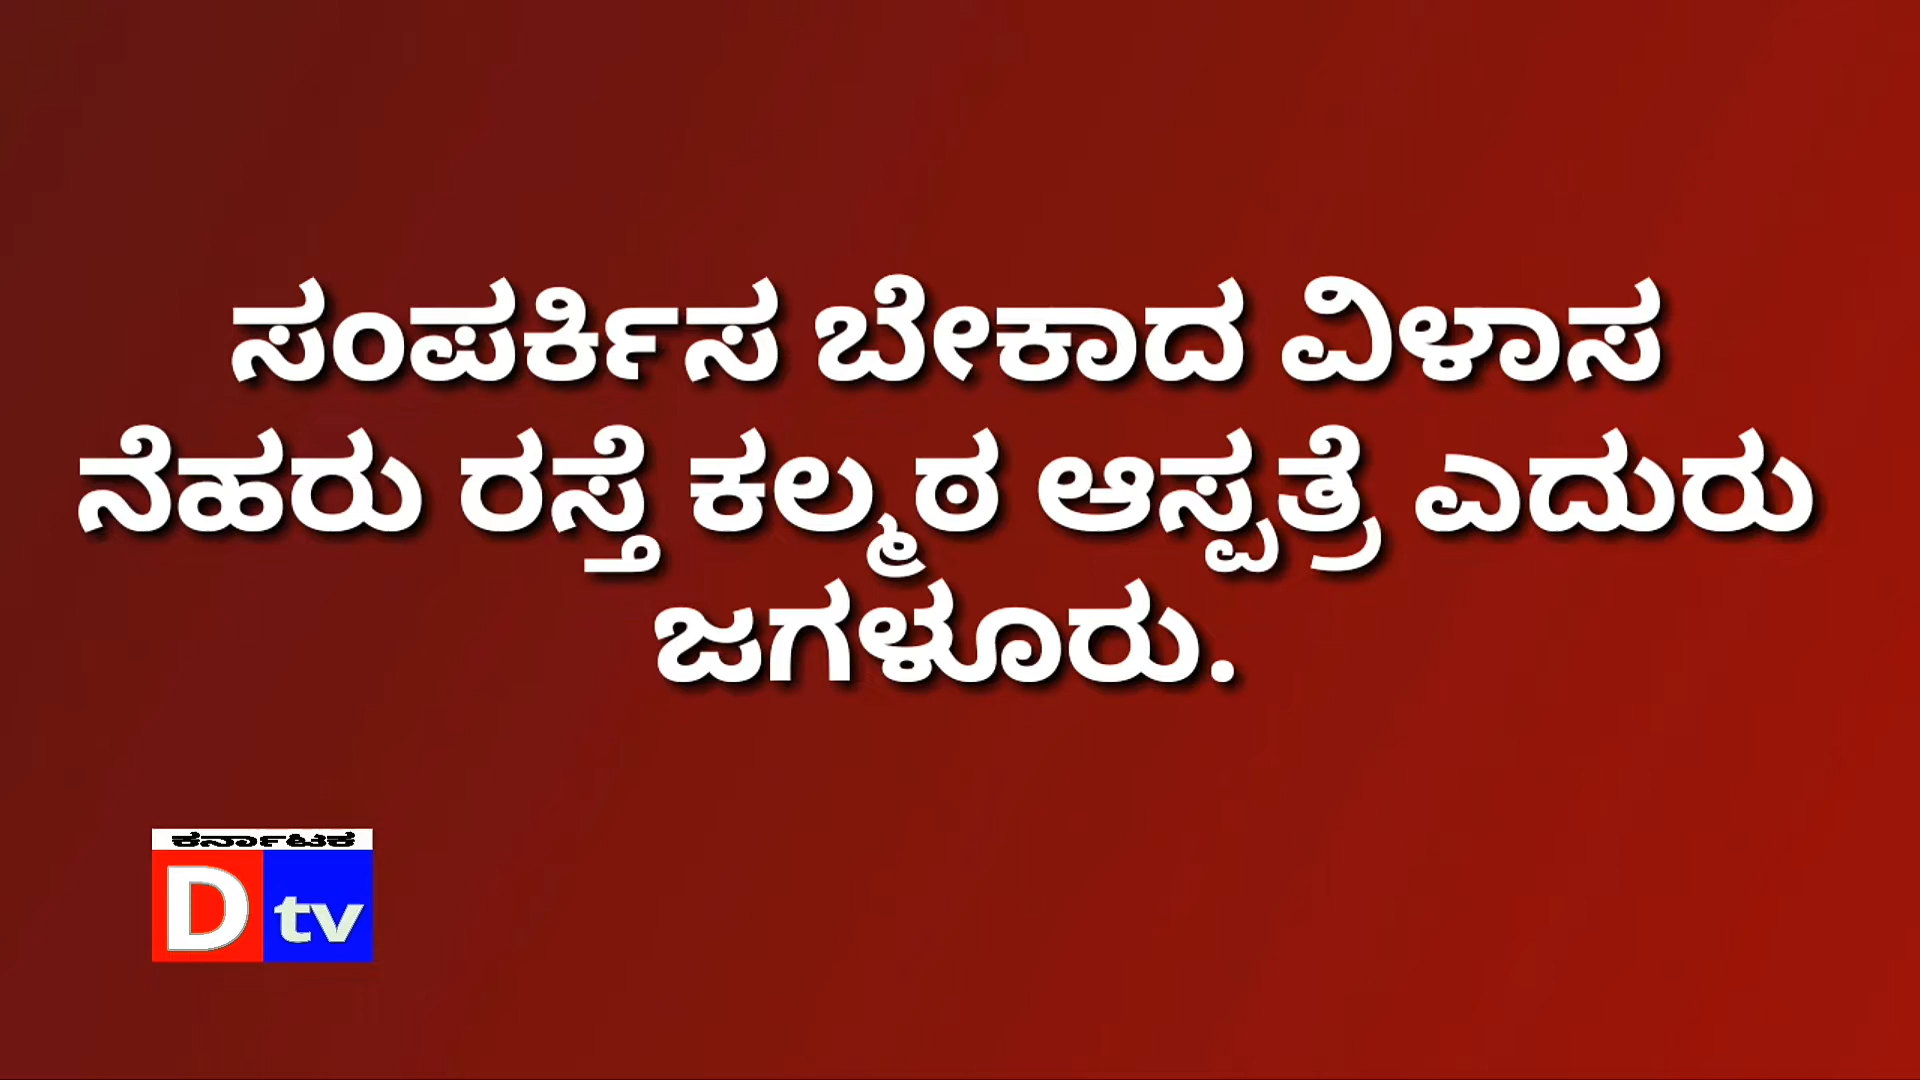 ಸಂಪರ್ಕಿಸ ಬೇಕಾದ ವಿಳಾಸ
ನೆಹರು ರಸ್ತೆ ಕಲ್ಮಠ ಆಸ್ಪತ್ರೆ ಎದುರು
ಜಗಳೂರು.
ಕರ್ನಾಟಕ
D tv